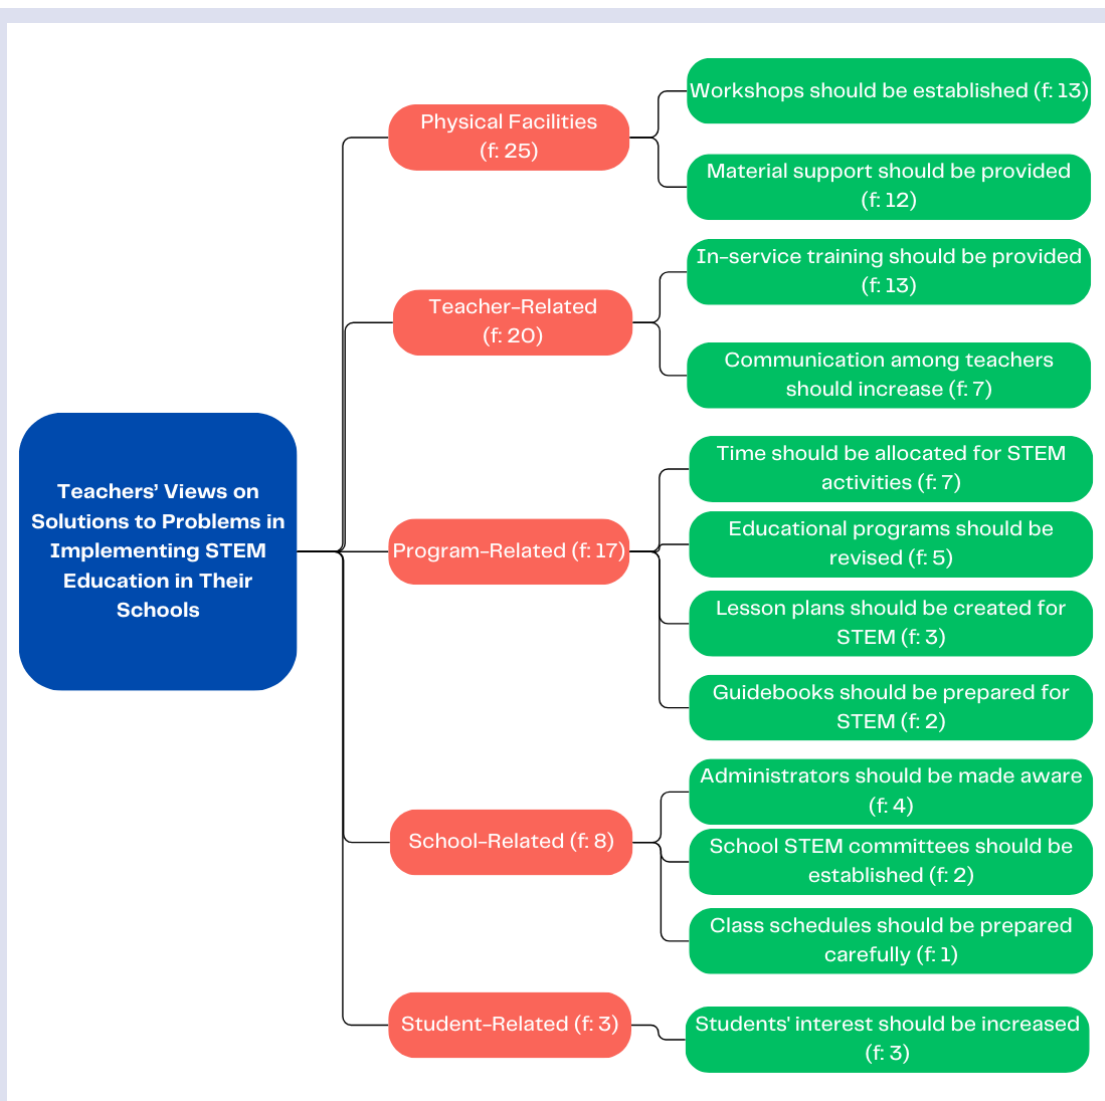 Teachers’ Views on
Solutions to Problems in
Implementing STEM
Education in Their
Schools
Physical Facilities
(f: 25)
Workshops should be established (f: 13)
Material support should be provided
(f: 12)
Teacher-Related
(f: 20)
In-service training should be provided
(f: 13)
Communication among teachers
should increase (f: 7)
Program-Related (f: 17)
Time should be allocated for STEM
activities (f: 7)
Educational programs should be
revised (f: 5)
Lesson plans should be created for
STEM (f: 3)
Guidebooks should be prepared for
STEM (f: 2)
School-Related (f: 8)
Administrators should be made aware
(f: 4)
School STEM committees should be
established (f: 2)
Class schedules should be prepared
carefully (f: 1)
Student-Related (f: 3)
Students' interest should be increased
(f: 3)